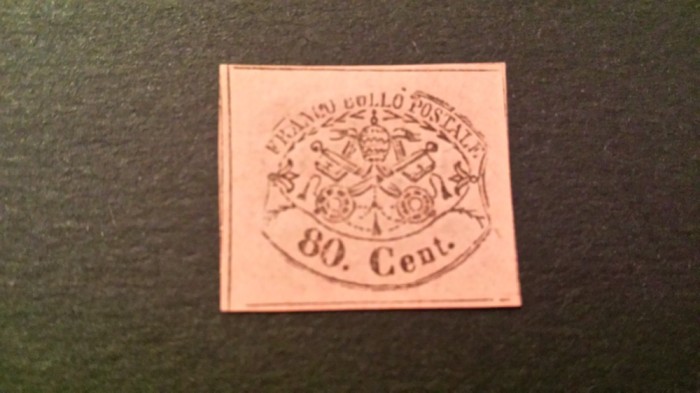 FRANCO BOLLO POSTALE
80. Cent.